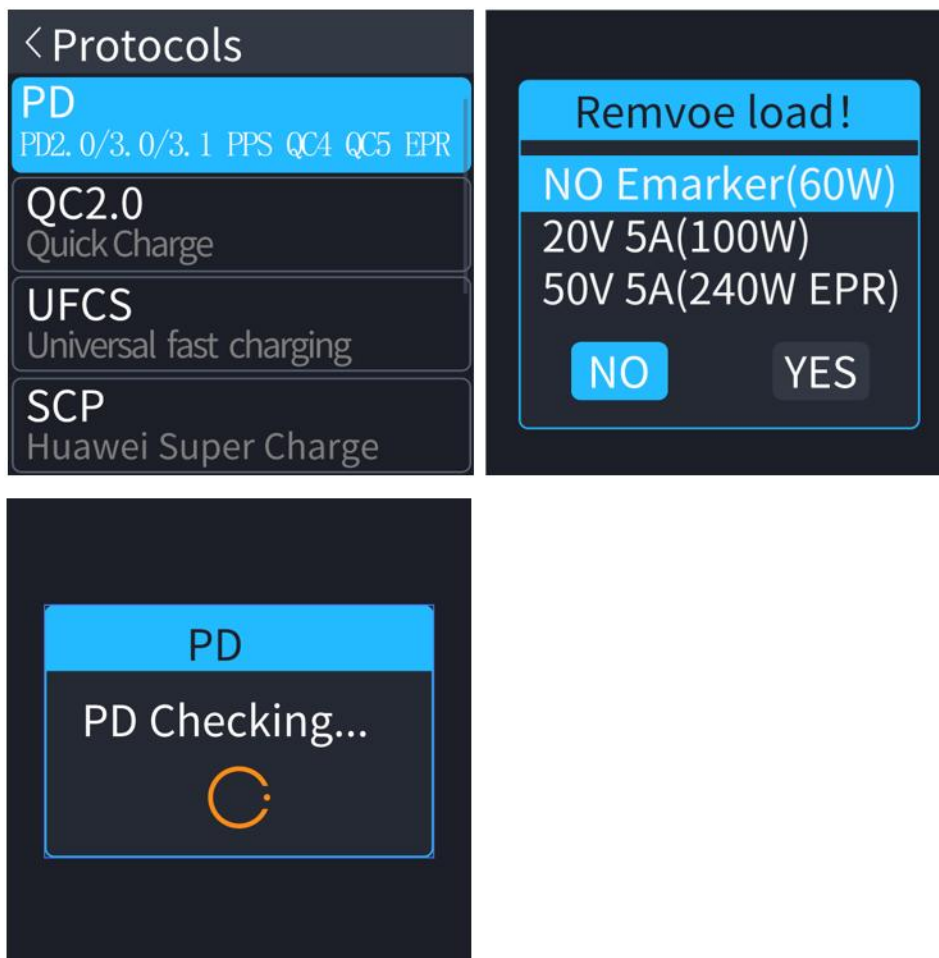 < Protocols
PD
PD2.0/3.0/3.1 PPS QC4 QC5 EPR
QC2.0
Quick Charge
UFCS
Universal fast charging
SCP
Huawei Super Charge
Remvoe load!
NO Emarker(60W)
20V 5A(100W)
50V 5A(240W EPR)
NO YES
PD
PD Checking...